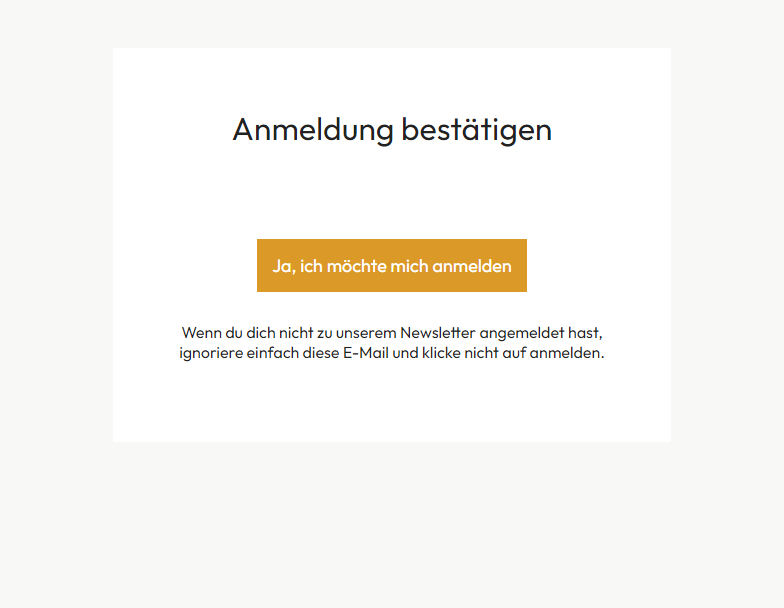 Anmeldung bestätigen
Ja, ich möchte mich anmelden
Wenn du dich nicht zu unserem Newsletter angemeldet hast,
ignoriere einfach diese E-Mail und klicke nicht auf anmelden.